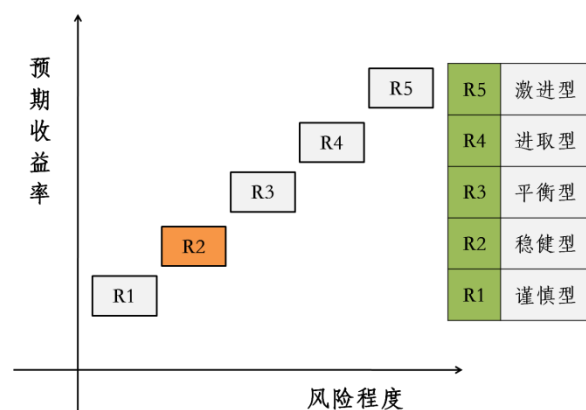 预期收益率
R5
R4
R3
R2
R1
风险程度
R5 激进型
R4 进取型
R3 平衡型
R2 稳健型
R1 谨慎型